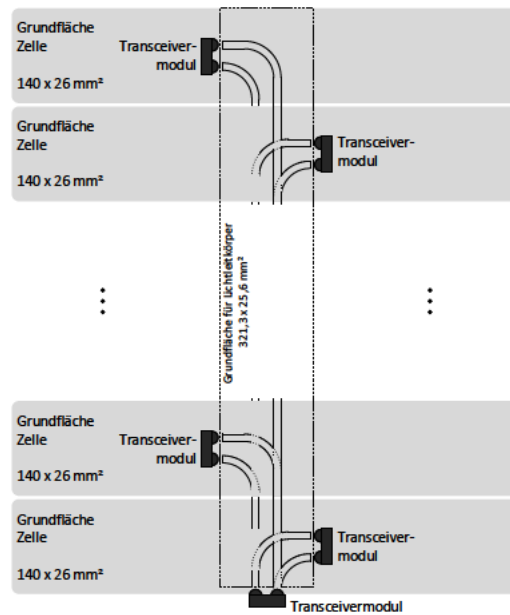 Grundfläche
Zelle
140 x 26 mm²
Transceiver-
modul
Grundfläche
Zelle
140 x 26 mm²
Transceiver-
modul
Grundfläche für Lichtleitkörper
321,3 x 25,6 mm²
Grundfläche
Zelle
140 x 26 mm²
Transceiver-
modul
Grundfläche
Zelle
140 x 26 mm²
Transceiver-
modul
Transceivermodul